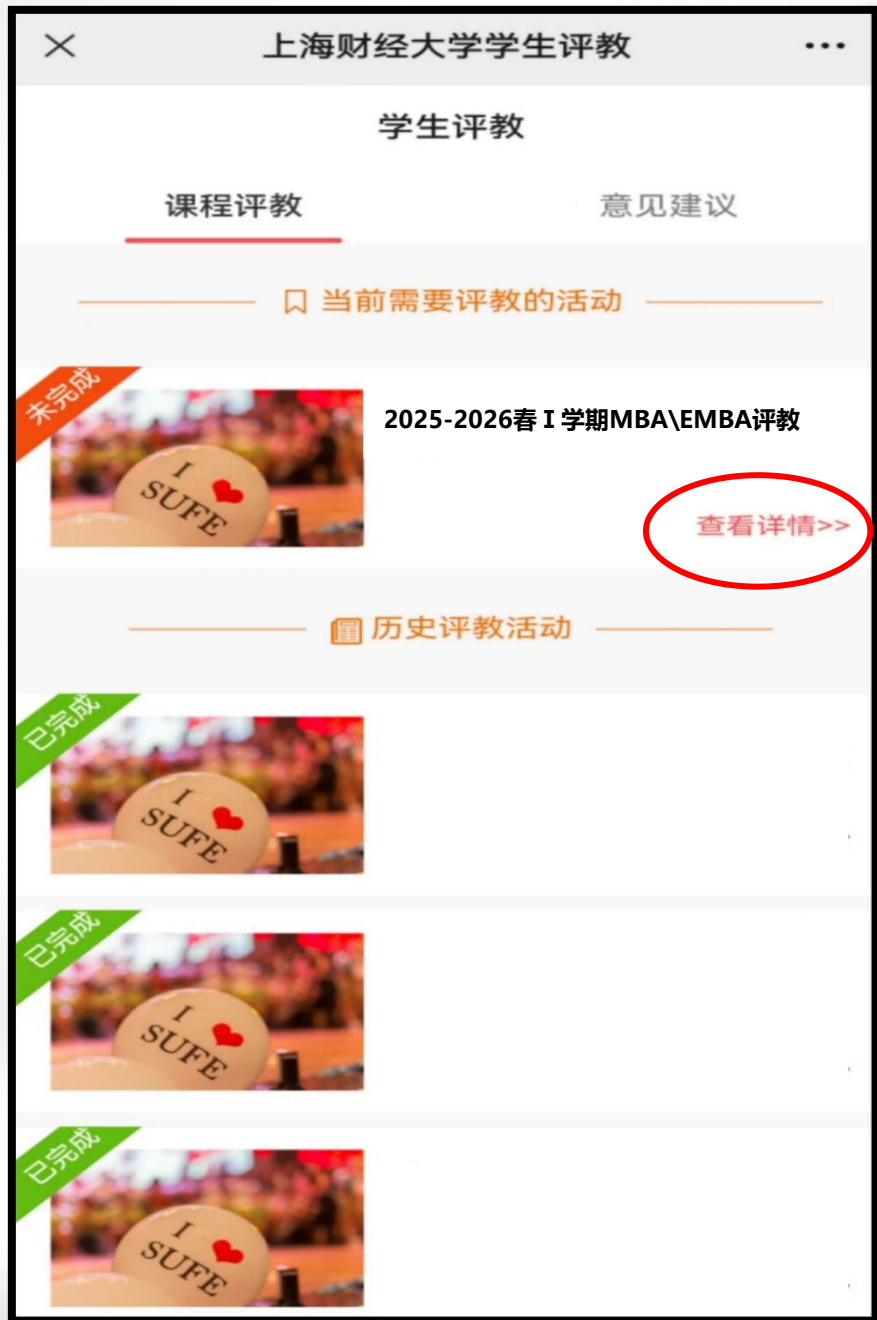 上海财经大学学生评教
学生评教
课程评教 意见建议
当前需要评教的活动
未完成
2025-2026春Ⅰ学期MBA\EMBA评教
I
SUFE
查看详情>>
历史评教活动
已完成
I
SUFE
已完成
I
SUFE
已完成
I
SUFE